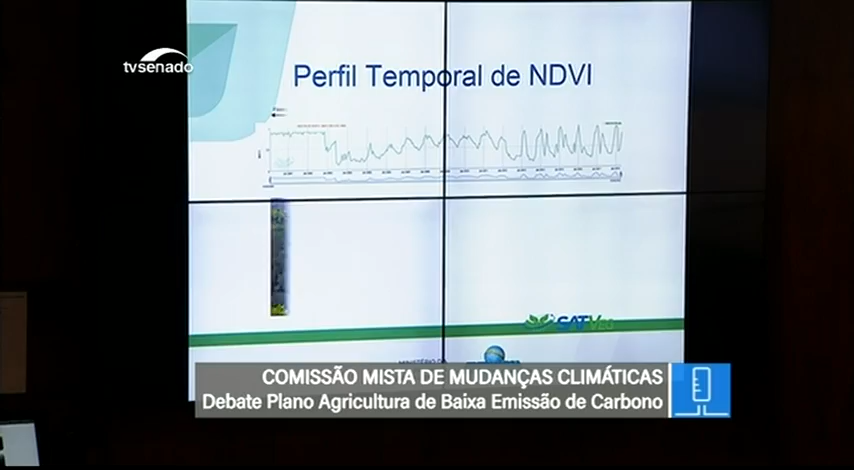 tvsenado
Perfil Temporal de NDVI
SATVeg
COMISSÃO MISTA DE MUDANÇAS CLIMÁTICAS
Debate Plano Agricultura de Baixa Emissão de Carbono